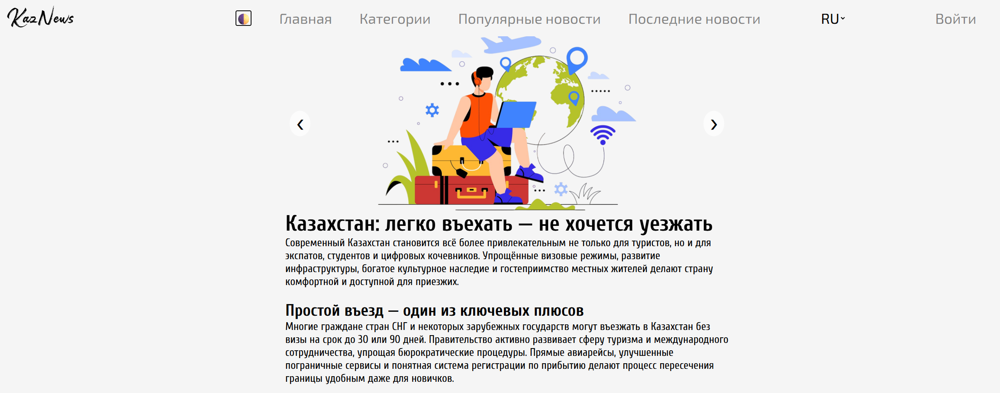 KazNews
Главная
Категории
Популярные новости
Последние новости
RU
Войти
Казахстан: легко въехать — не хочется уезжать
Современный Казахстан становится всё более привлекательным не только для туристов, но и для
экспатов, студентов и цифровых кочевников. Упрощённые визовые режимы, развитие
инфраструктуры, богатое культурное наследие и гостеприимство местных жителей делают страну
комфортной и доступной для приезжих.
Простой въезд — один из ключевых плюсов
Многие граждане стран СНГ и некоторых зарубежных государств могут въезжать в Казахстан без
визы на срок до 30 или 90 дней. Правительство активно развивает сферу туризма и международного
сотрудничества, упрощая бюрократические процедуры. Прямые авиарейсы, улучшенные
пограничные сервисы и понятная система регистрации по прибытию делают процесс пересечения
границы удобным даже для новичков.